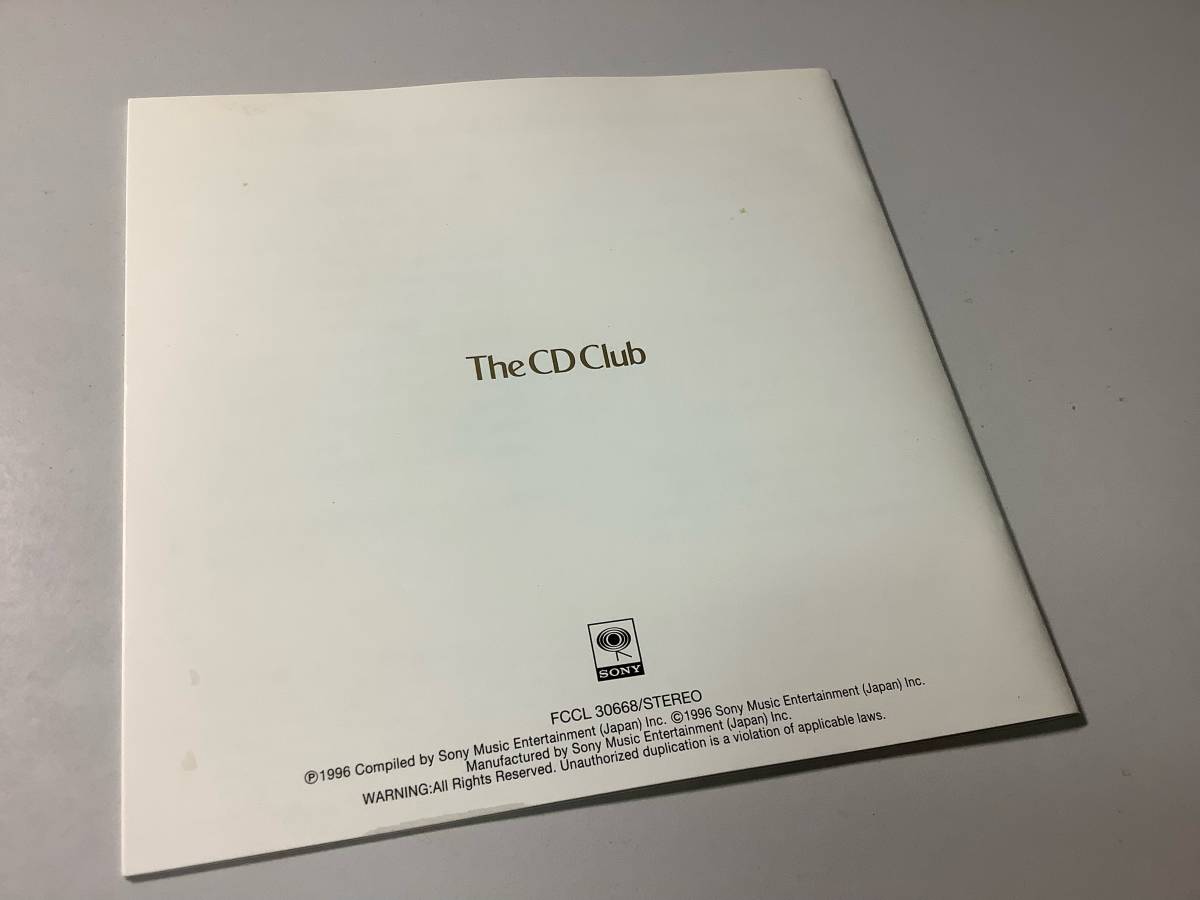 The CD Club
SONY
FCCL 30668/STEREO
℗1996 Compiled by Sony Music Entertainment (Japan) Inc. ©1996 Sony Music Entertainment (Japan) Inc.
Manufactured by Sony Music Entertainment (Japan) Inc.
WARNING:All Rights Reserved. Unauthorized duplication is a violation of applicable laws.